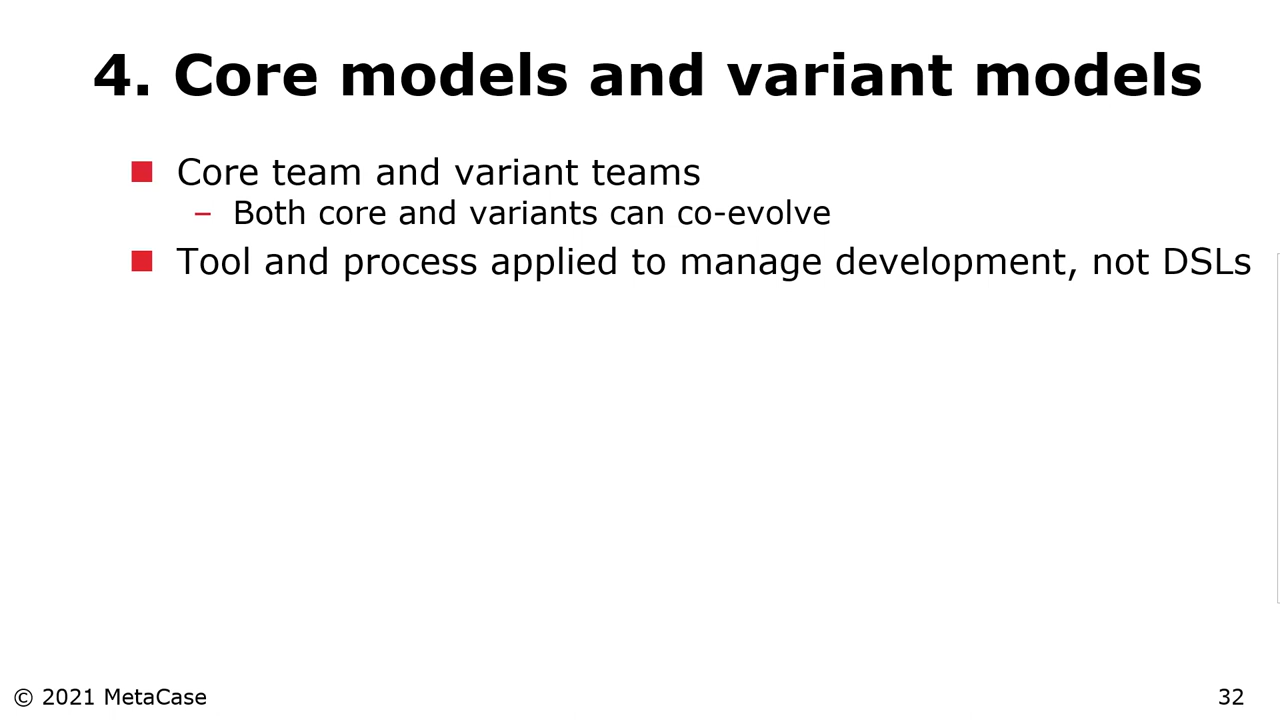 4. Core models and variant models
Core team and variant teams
– Both core and variants can co-evolve
Tool and process applied to manage development, not DSLs
© 2021 MetaCase
32